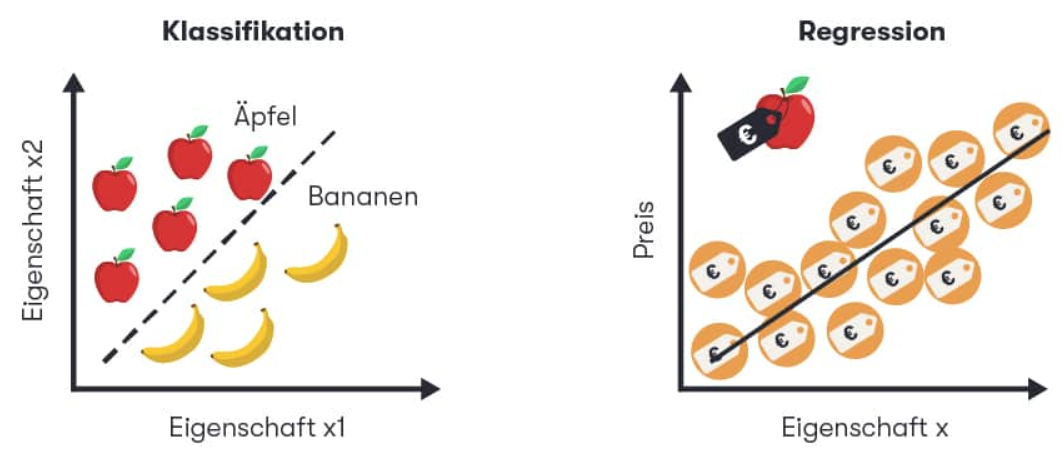 Klassifikation
Äpfel
Bananen
Eigenschaft x2
Eigenschaft x1
Regression
€
€
€
€
€
€
€
€
€
€
€
€
€
€
Preis
Eigenschaft x